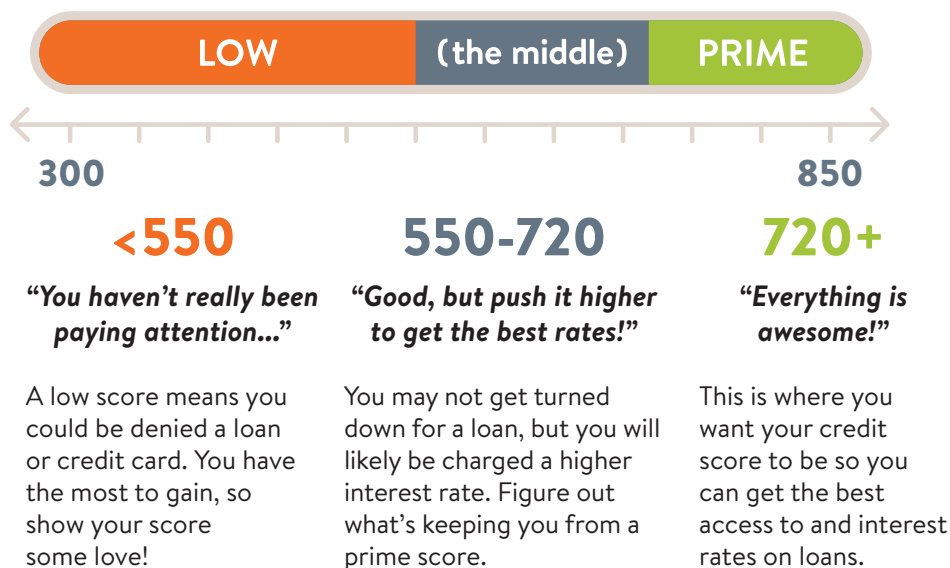 LOW
(the middle)
PRIME
300
850
<550
“You haven’t really been
paying attention...”
A low score means you
could be denied a loan
or credit card. You have
the most to gain, so
show your score
some love!
550-720
“Good, but push it higher
to get the best rates!”
You may not get turned
down for a loan, but you will
likely be charged a higher
interest rate. Figure out
what’s keeping you from a
prime score.
720+
“Everything is
awesome!”
This is where you
want your credit
score to be so you
can get the best
access to and interest
rates on loans.